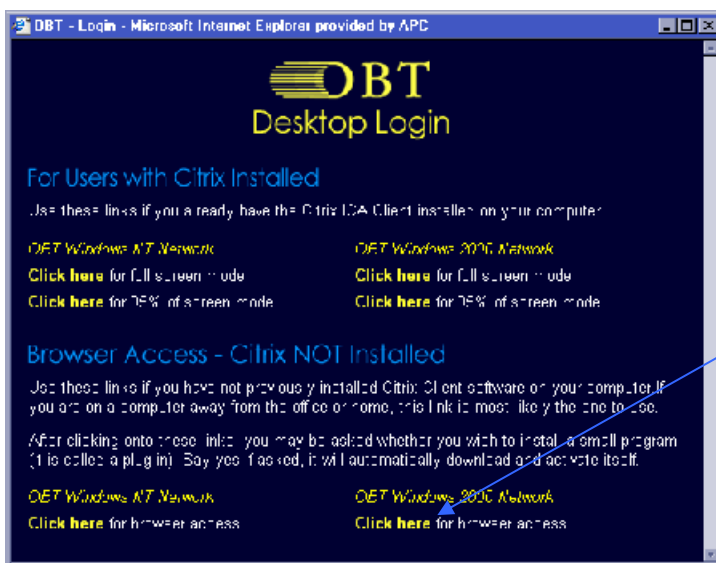 DBT - Login - Microsoft Internet Explorer provided by APC
DBT
Desktop Login
For Users with Citrix Installed
Use these links if you already have the Citrix ICA Client installed on your computer
Windows NT Network Windows 2000 Network
Click here for full screen mode Click here for full screen mode
Click here for 95% of screen mode Click here for 95% of screen mode
Browser Access - Citrix NOT Installed
Use these links if you have not previously installed Citrix Client software on your computer. If
you are on a computer away from the office or home, this link is most likely the one to use.
After clicking onto these links, you may be asked whether you wish to install a small program
(it is called a plug in). Say yes if asked, it will automatically download and activate itself.
Windows NT Network Windows 2000 Network
Click here for browser access Click here for browser access